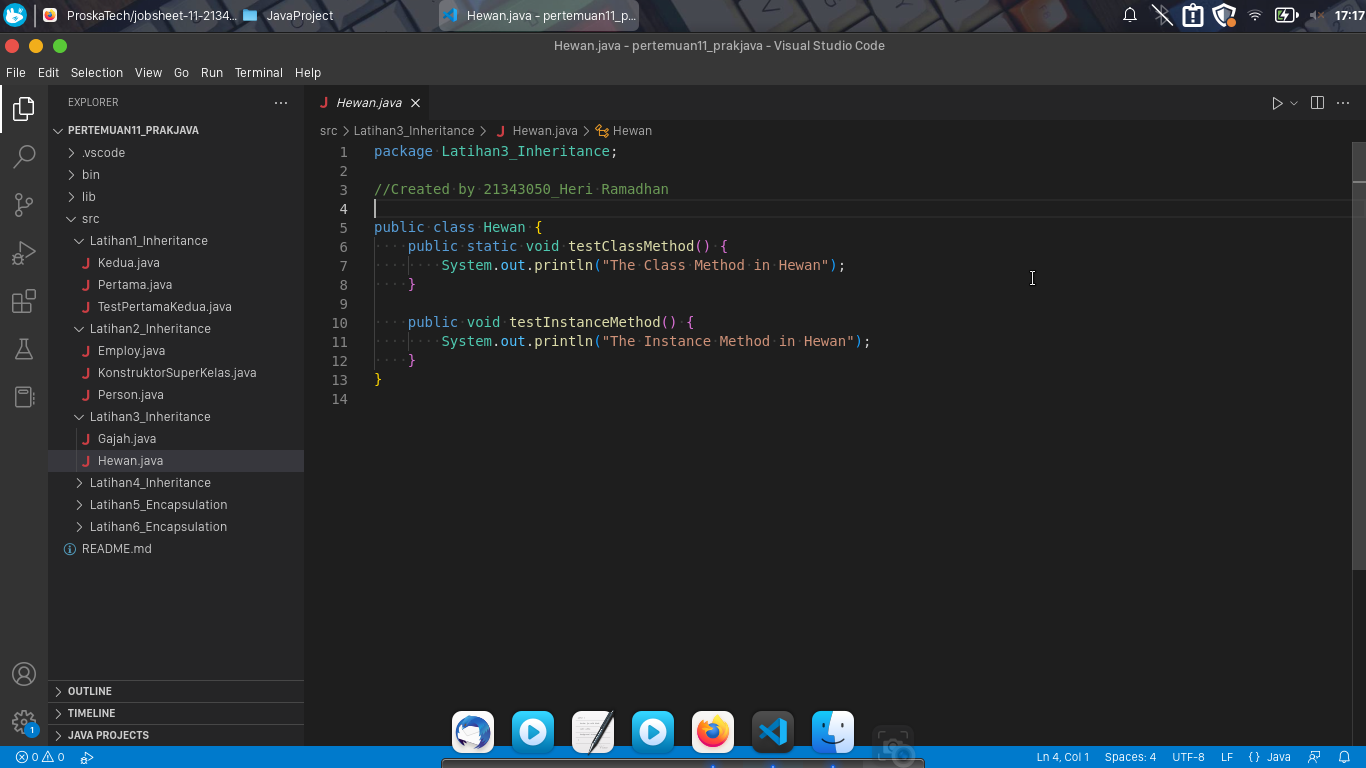 ProskaTech/jobsheet-11-2134... JavaProject Hewan.java - pertemuan11_p... 17:17
Hewan.java - pertemuan11_prakjava - Visual Studio Code
File Edit Selection View Go Run Terminal Help
EXPLORER
PERTEMUAN11_PRAKJAVA
.vscode
bin
lib
src
Latihan1_Inheritance
J Kedua.java
J Pertama.java
J TestPertamaKedua.java
Latihan2_Inheritance
J Employ.java
J KonstruktorSuperKelas.java
J Person.java
Latihan3_Inheritance
J Gajah.java
J Hewan.java
Latihan4_Inheritance
Latihan5_Encapsulation
Latihan6_Encapsulation
README.md
OUTLINE
TIMELINE
JAVA PROJECTS
1
J Hewan.java
src > Latihan3_Inheritance > J Hewan.java > Hewan
1 package Latihan3_Inheritance;
2
3 //Created by 21343050_Heri Ramadhan
4
5 public class Hewan {
6     public static void testClassMethod() {
7         System.out.println("The Class Method in Hewan");
8     }
9
10     public void testInstanceMethod() {
11         System.out.println("The Instance Method in Hewan");
12     }
13 }
14
0 0 Ln 4, Col 1 Spaces: 4 UTF-8 LF {} Java